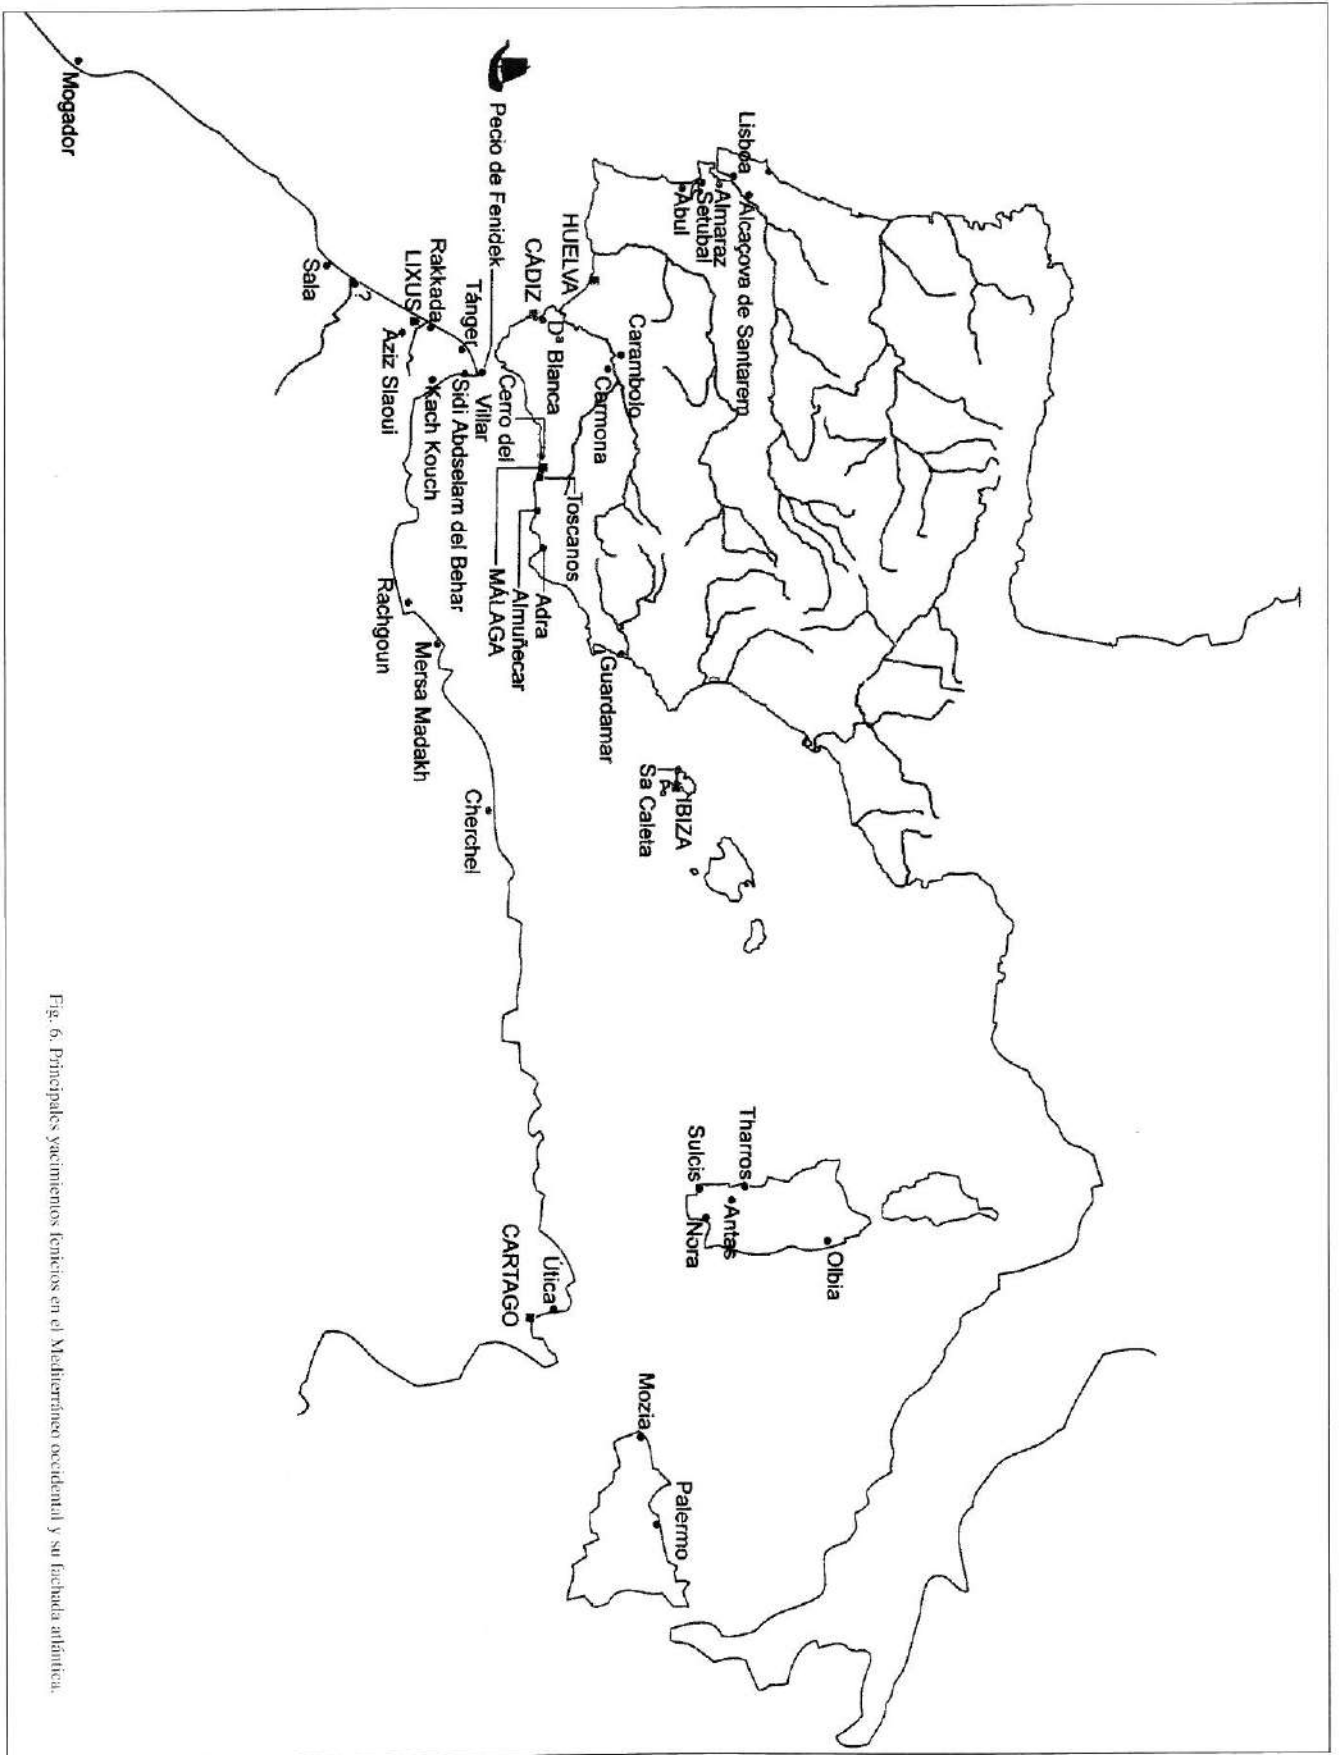 Lisboa
Alcaçova de Santarem
Almaraz
Setubal
Abul
HUELVA
CÁDIZ
Dª Blanca
Carambolo
Carmona
Pecio de Fenidek
Cerro del
Villar
Toscanos
MÁLAGA
Almuñecar
Adra
Guardamar
IBIZA
Sa Caleta
Tánger
Sidi Abdselam del Behar
Kach Kouch
Rakkada
LIXUS
Aziz Slaoui
?
Sala
Mogador
Rachgoun
Mersa Madakh
Cherchel
Útica
CARTAGO
Tharros
Sulcis
Antas
Nora
Olbia
Mozia
Palermo
Fig. 6. Principales yacimientos fenicios en el Mediterráneo occidental y su fachada atlántica.